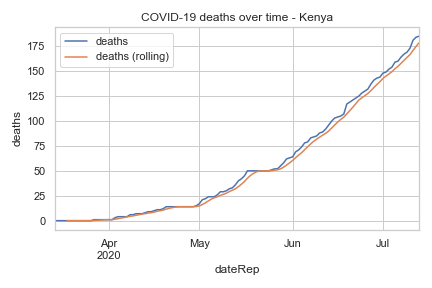 COVID-19 deaths over time - Kenya
deaths
deaths (rolling)
deaths
175
150
125
100
75
50
25
0
Apr
2020
May
Jun
Jul
dateRep